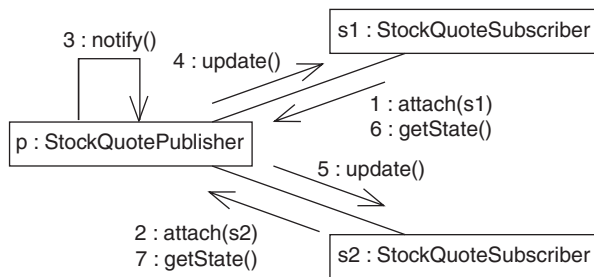 3 : notify()
s1 : StockQuoteSubscriber
4 : update()
1 : attach(s1)
6 : getState()
p : StockQuotePublisher
5 : update()
2 : attach(s2)
7 : getState()
s2 : StockQuoteSubscriber